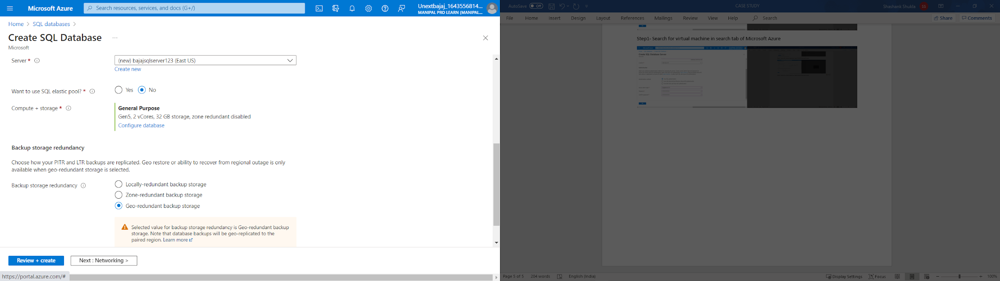 Microsoft Azure
Search resources, services, and docs (G+/)
Unextbajaj_1643556814...
MANIPAL PRO LEARN (MANIPAL...
Home > SQL databases >
Create SQL Database ...
Microsoft
Server *
(new) bajajsqlserver123 (East US)
Create new
Want to use SQL elastic pool? *
Yes No
Compute + storage *
General Purpose
Gen5, 2 vCores, 32 GB storage, zone redundant disabled
Configure database
Backup storage redundancy
Choose how your PITR and LTR backups are replicated. Geo restore or ability to recover from regional outage is only
available when geo-redundant storage is selected.
Backup storage redundancy
Locally-redundant backup storage
Zone-redundant backup storage
Geo-redundant backup storage
Selected value for backup storage redundancy is Geo-redundant backup
storage. Note that database backups will be geo-replicated to the
paired region. Learn more
Review + create
Next : Networking >
https://portal.azure.com/#
AutoSave Off
CASE STUDY
Shashank Shukla SS
File Home Insert Design Layout References Mailings Review View Help Search
Share Comments
Step1- Search for virtual machine in search tab of Microsoft Azure
Microsoft Azure
Create SQL Database Server
Page 5 of 5 204 words English (India)
Display Settings Focus 100%